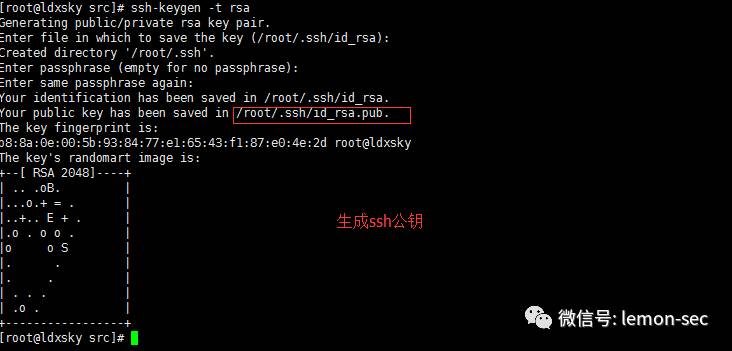 [root@ldxsky src]# ssh-keygen -t rsa
Generating public/private rsa key pair.
Enter file in which to save the key (/root/.ssh/id_rsa):
Created directory '/root/.ssh'.
Enter passphrase (empty for no passphrase):
Enter same passphrase again:
Your identification has been saved in /root/.ssh/id_rsa.
Your public key has been saved in /root/.ssh/id_rsa.pub.
The key fingerprint is:
b8:8a:0e:00:5b:93:84:77:e1:65:43:f1:87:e0:4e:2d root@ldxsky
The key's randomart image is:
+--[ RSA 2048]----+
| .. .oB.         |
|...o.+ = .       |
|..+.. E + .      |
|.o . o o .       |
|o     o S        |
|.      .         |
|.     .          |
| . . .           |
| .o .            |
+-----------------+
生成ssh公钥
微信号: lemon-sec
[root@ldxsky src]#